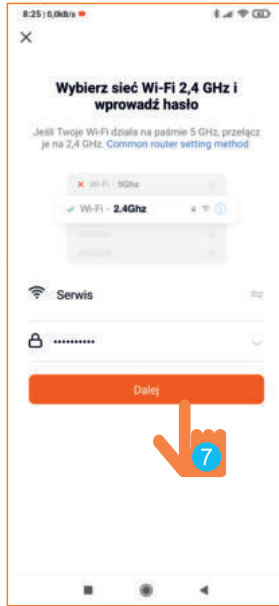 8:25 | 0,0kB/s
Wybierz sieć Wi-Fi 2,4 GHz i
wprowadź hasło
Jeśli Twoje Wi-Fi działa na paśmie 5 GHz, przełącz
je na 2,4 GHz. Common router setting method
Wi-Fi - 5Ghz
Wi-Fi - 2.4Ghz
Serwis
••••••••••
Dalej
7